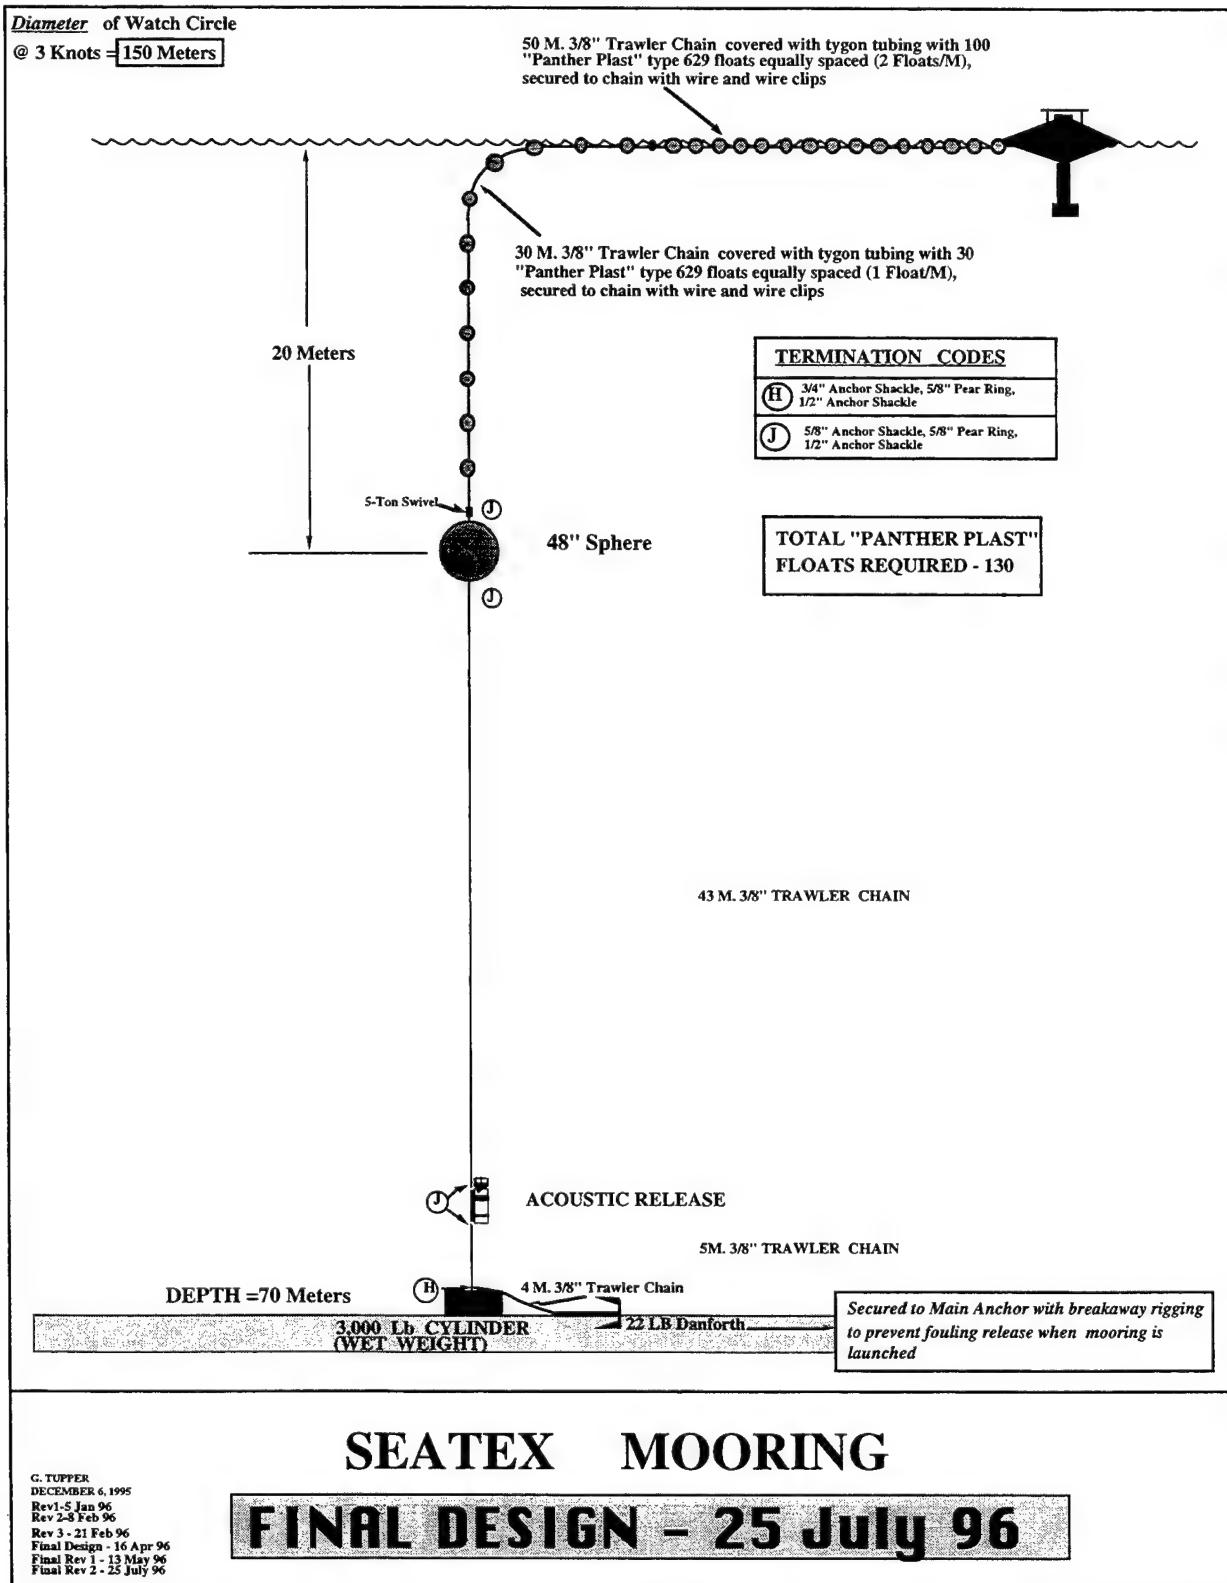 Diameter of Watch Circle
@ 3 Knots = 150 Meters
50 M. 3/8" Trawler Chain covered with tygon tubing with 100
"Panther Plast" type 629 floats equally spaced (2 Floats/M),
secured to chain with wire and wire clips
30 M. 3/8" Trawler Chain covered with tygon tubing with 30
"Panther Plast" type 629 floats equally spaced (1 Float/M),
secured to chain with wire and wire clips
20 Meters
TERMINATION CODES
H 3/4" Anchor Shackle, 5/8" Pear Ring,
1/2" Anchor Shackle
J 5/8" Anchor Shackle, 5/8" Pear Ring,
1/2" Anchor Shackle
5-Ton Swivel
J
48" Sphere
TOTAL "PANTHER PLAST"
FLOATS REQUIRED - 130
J
43 M. 3/8" TRAWLER CHAIN
J
ACOUSTIC RELEASE
5M. 3/8" TRAWLER CHAIN
DEPTH =70 Meters
H
4 M. 3/8" Trawler Chain
3,000 Lb CYLINDER
(WET WEIGHT)
22 LB Danforth
Secured to Main Anchor with breakaway rigging
to prevent fouling release when mooring is
launched
SEATEX MOORING
FINAL DESIGN - 25 July 96
G. TUPPER
DECEMBER 6, 1995
Rev1-5 Jan 96
Rev 2-8 Feb 96
Rev 3 - 21 Feb 96
Final Design - 16 Apr 96
Final Rev 1 - 13 May 96
Final Rev 2 - 25 July 96